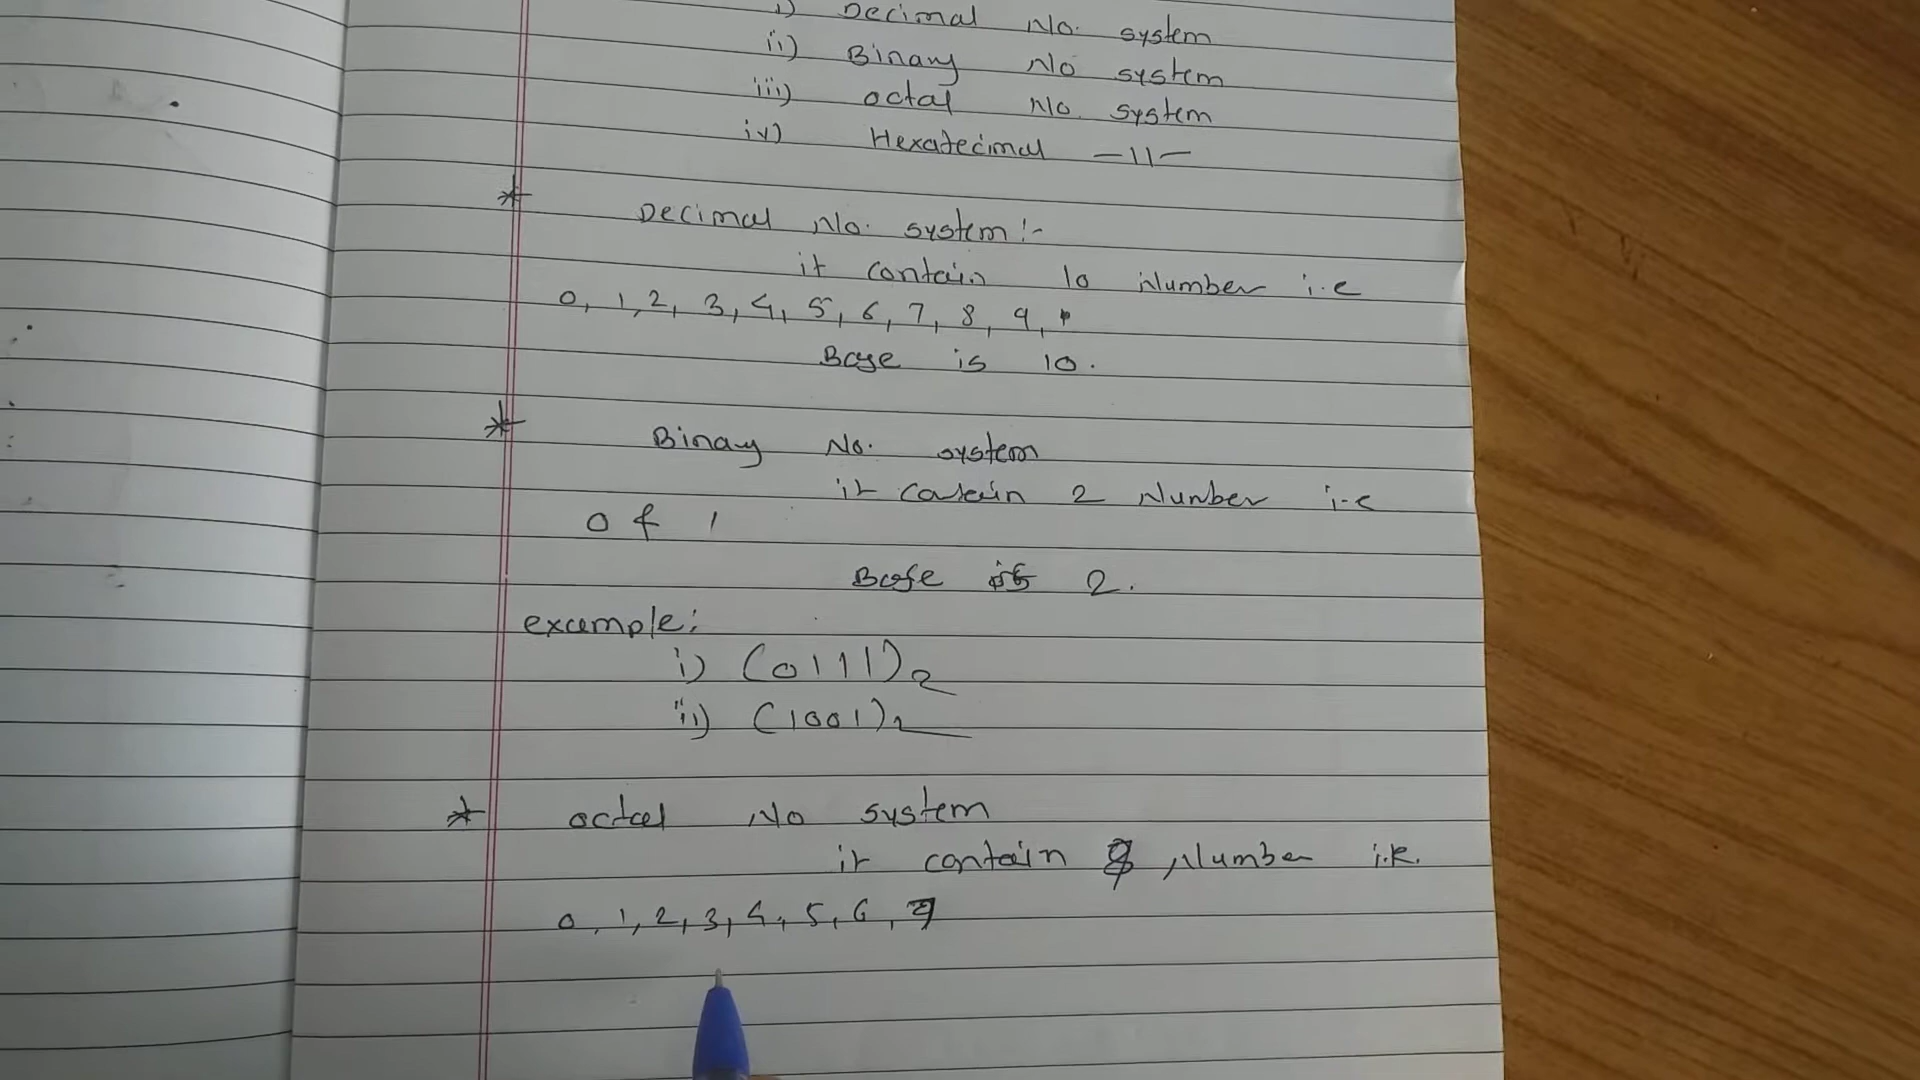 i) Decimal No. system
ii) Binary No system
iii) octal No. system
iv) Hexadecimal —11—
* Decimal No. system :-
it contain 10 Number i.e
0, 1, 2, 3, 4, 5, 6, 7, 8, 9,
Base is 10.
* Binary No. system
it contain 2 Number i-e
0 & 1
Base is 2.
example:
i) (0111)2
ii) (1001)2
* octal No system
it contain 8 Number i.e.
0, 1, 2, 3, 4, 5, 6, 7